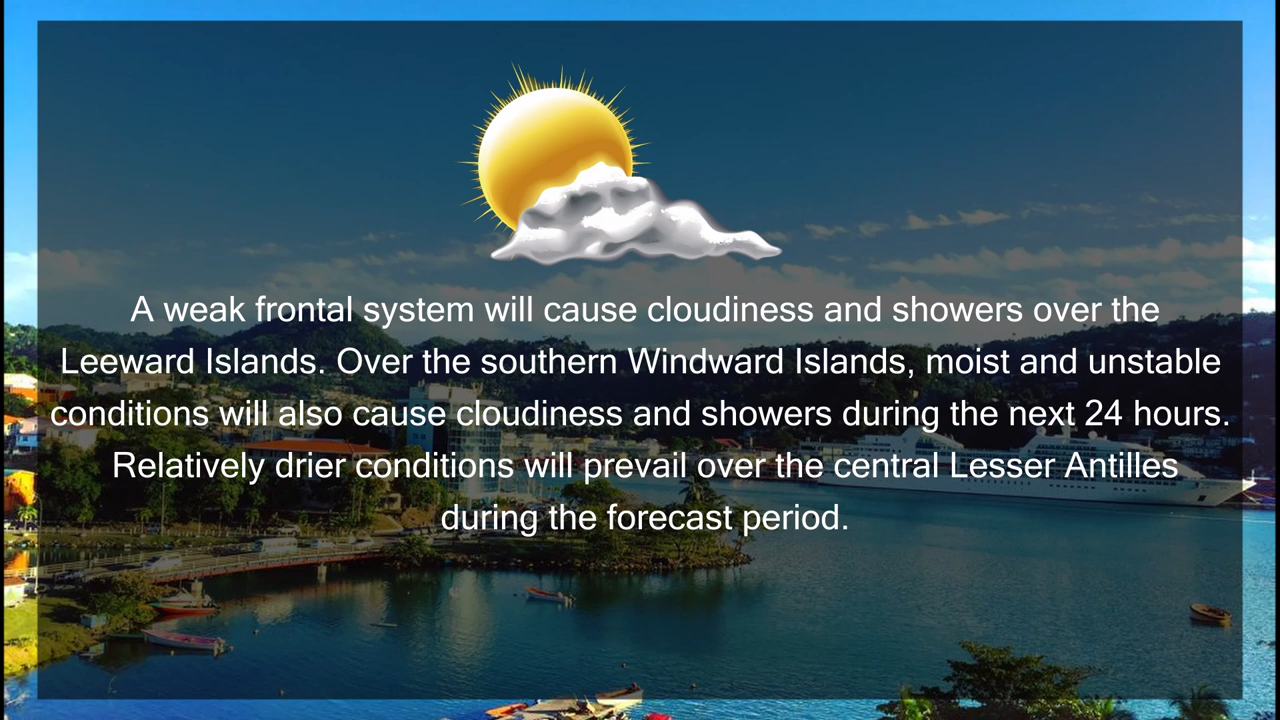 A weak frontal system will cause cloudiness and showers over the
Leeward Islands. Over the southern Windward Islands, moist and unstable
conditions will also cause cloudiness and showers during the next 24 hours.
Relatively drier conditions will prevail over the central Lesser Antilles
during the forecast period.